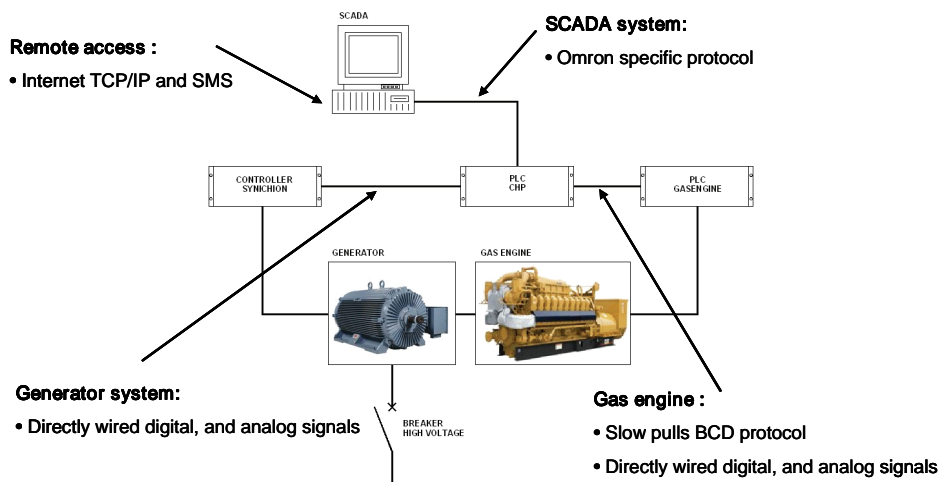 SCADA
SCADA system:
• Omron specific protocol
Remote access :
• Internet TCP/IP and SMS
CONTROLLER
SYNICHION
PLC
CHP
PLC
GASENGINE
GENERATOR
GAS ENGINE
Generator system:
• Directly wired digital, and analog signals
BREAKER
HIGH VOLTAGE
Gas engine :
• Slow pulls BCD protocol
• Directly wired digital, and analog signals